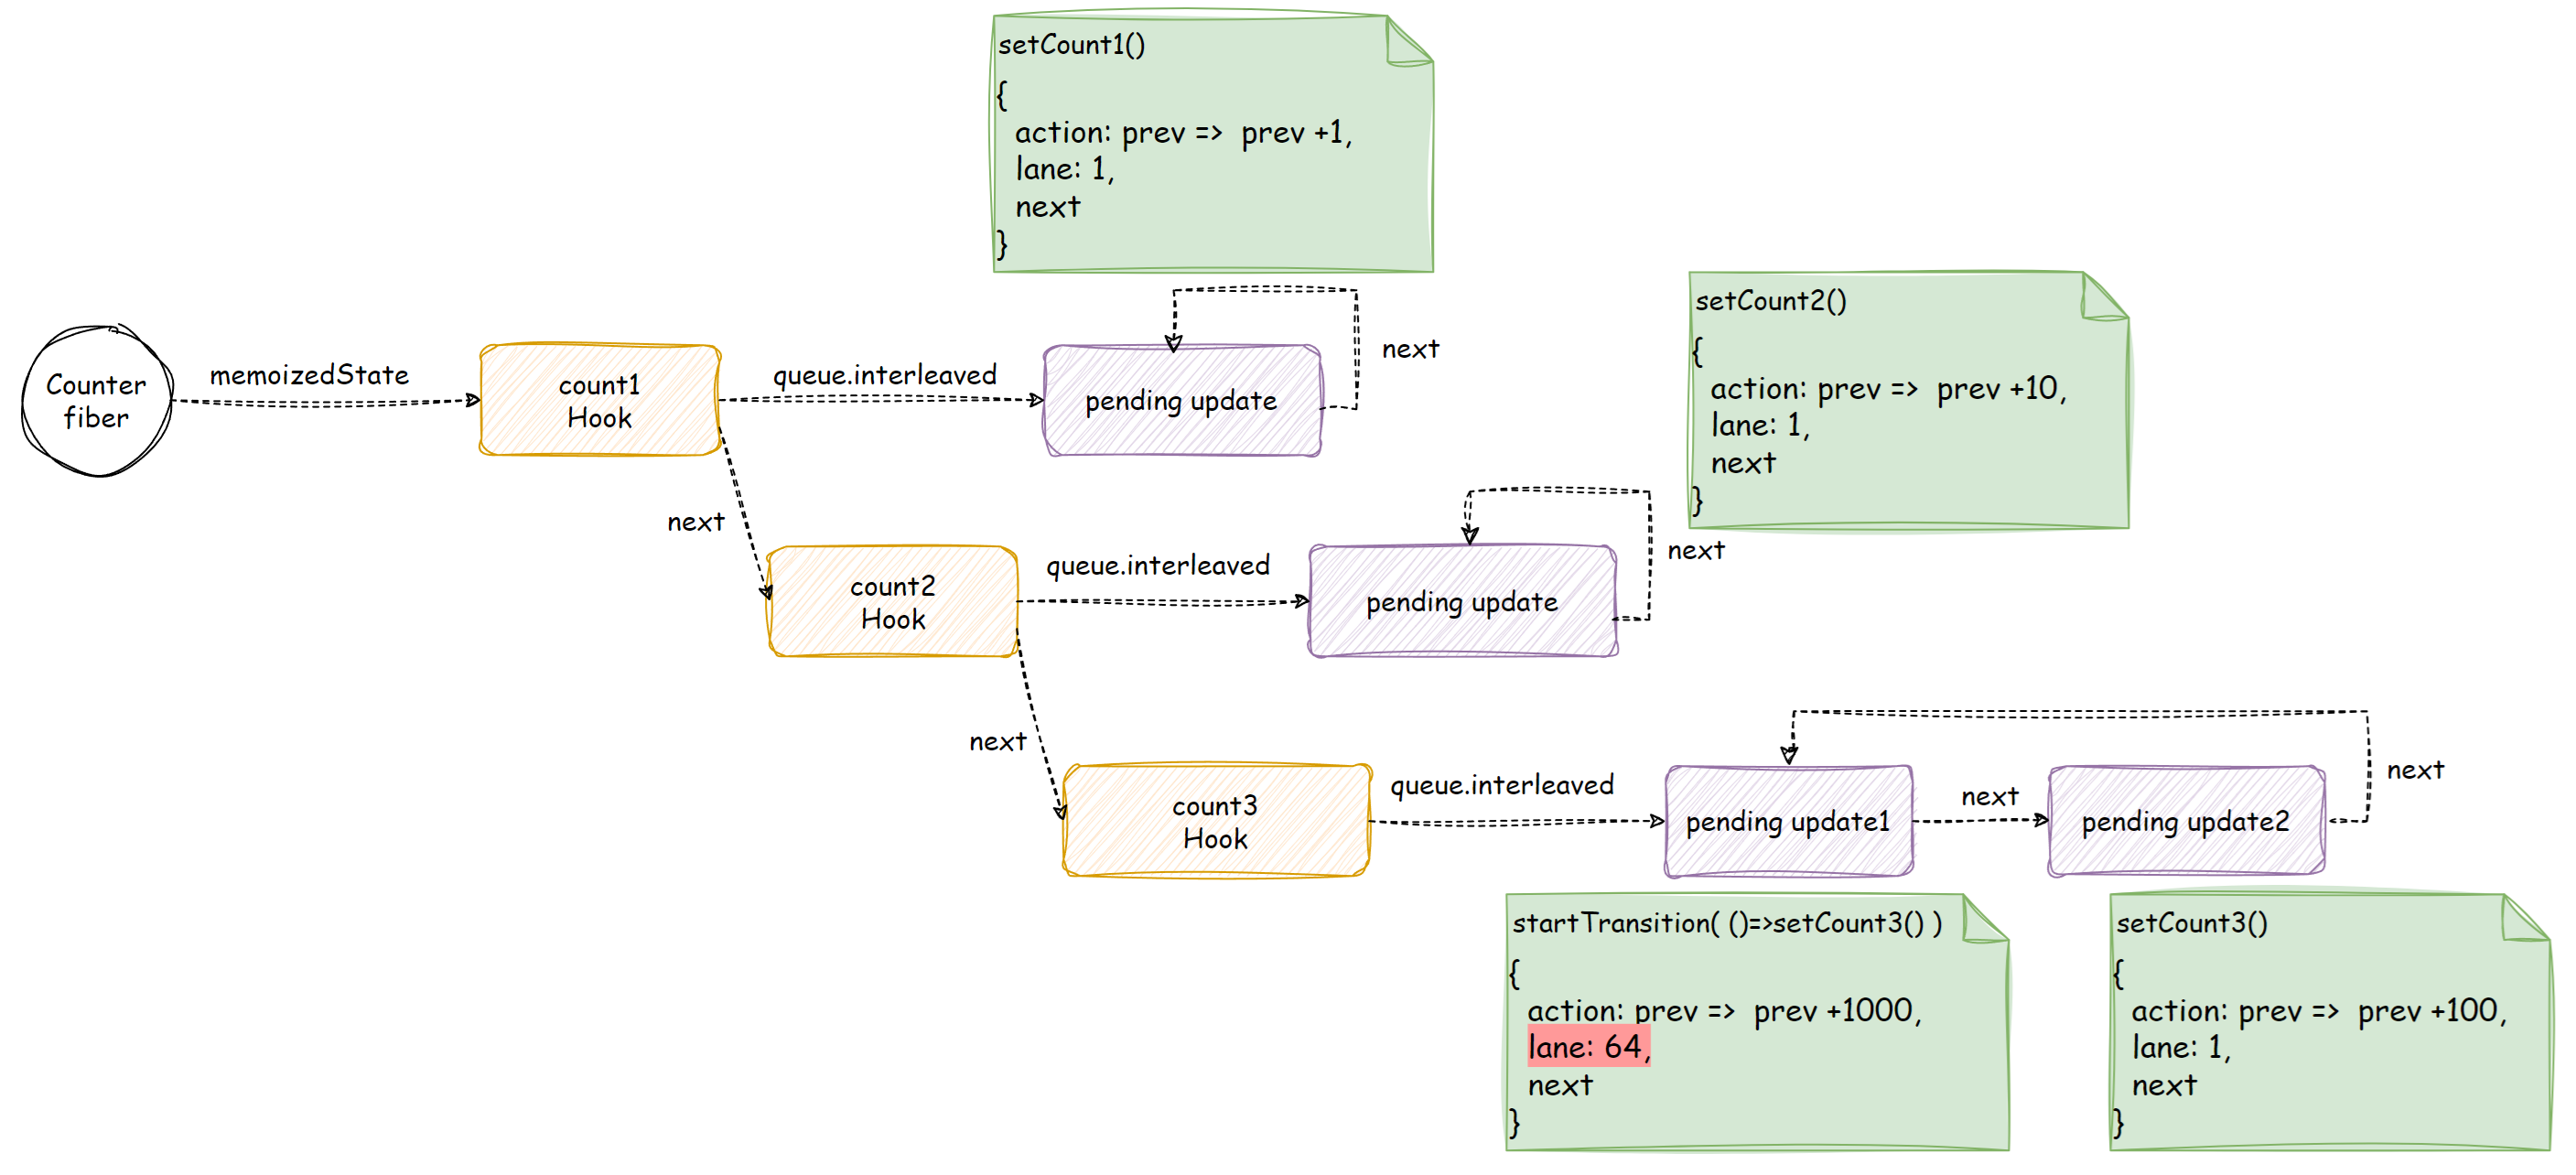 setCount1()
{
action: prev => prev +1,
lane: 1,
next
}
setCount2()
{
action: prev => prev +10,
lane: 1,
next
}
Counter
fiber
memoizedState
count1
Hook
queue.interleaved
pending update
next
next
count2
Hook
queue.interleaved
pending update
next
next
count3
Hook
queue.interleaved
pending update1
next
pending update2
next
startTransition( ()=>setCount3() )
{
action: prev => prev +1000,
lane: 64,
next
}
setCount3()
{
action: prev => prev +100,
lane: 1,
next
}